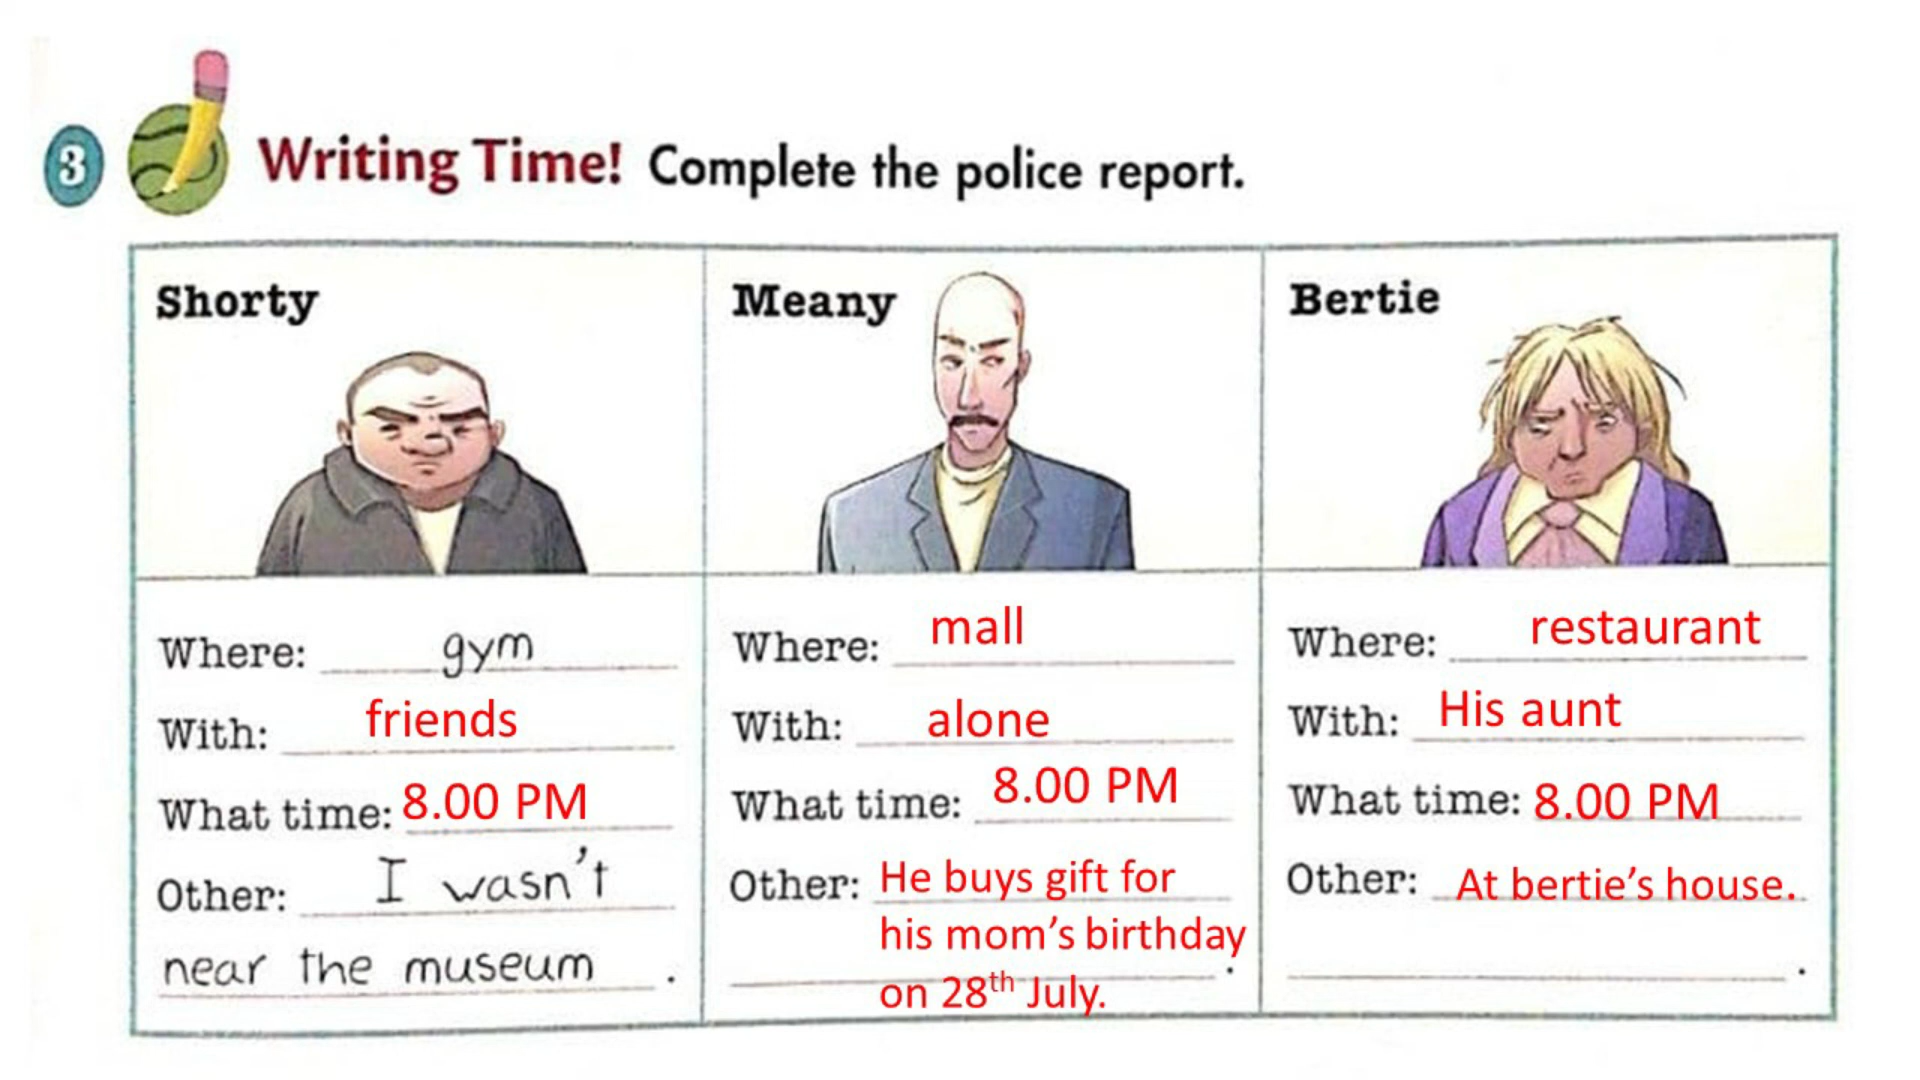 3 Writing Time! Complete the police report.
Shorty
Where: gym
With: friends
What time: 8.00 PM
Other: I wasn't
near the museum .
Meany
Where: mall
With: alone
What time: 8.00 PM
Other: He buys gift for
his mom's birthday
on 28th July.
.
Bertie
Where: restaurant
With: His aunt
What time: 8.00 PM
Other: At bertie's house.
.